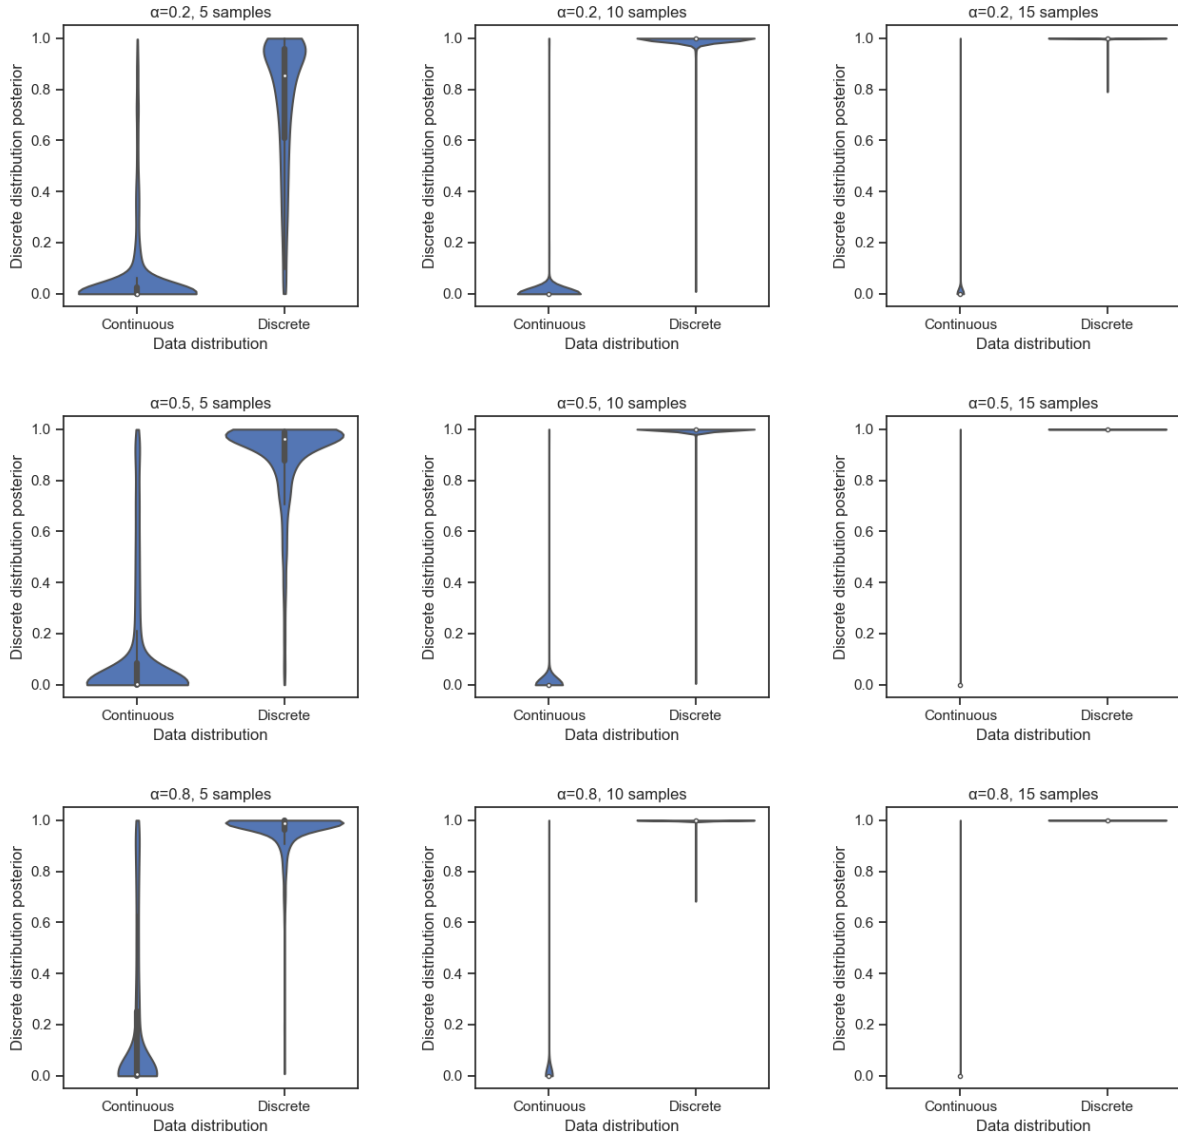 α=0.2, 5 samples
Discrete distribution posterior
1.0
0.8
0.6
0.4
0.2
0.0
Continuous Discrete
Data distribution
α=0.2, 10 samples
Discrete distribution posterior
1.0
0.8
0.6
0.4
0.2
0.0
Continuous Discrete
Data distribution
α=0.2, 15 samples
Discrete distribution posterior
1.0
0.8
0.6
0.4
0.2
0.0
Continuous Discrete
Data distribution
α=0.5, 5 samples
Discrete distribution posterior
1.0
0.8
0.6
0.4
0.2
0.0
Continuous Discrete
Data distribution
α=0.5, 10 samples
Discrete distribution posterior
1.0
0.8
0.6
0.4
0.2
0.0
Continuous Discrete
Data distribution
α=0.5, 15 samples
Discrete distribution posterior
1.0
0.8
0.6
0.4
0.2
0.0
Continuous Discrete
Data distribution
α=0.8, 5 samples
Discrete distribution posterior
1.0
0.8
0.6
0.4
0.2
0.0
Continuous Discrete
Data distribution
α=0.8, 10 samples
Discrete distribution posterior
1.0
0.8
0.6
0.4
0.2
0.0
Continuous Discrete
Data distribution
α=0.8, 15 samples
Discrete distribution posterior
1.0
0.8
0.6
0.4
0.2
0.0
Continuous Discrete
Data distribution